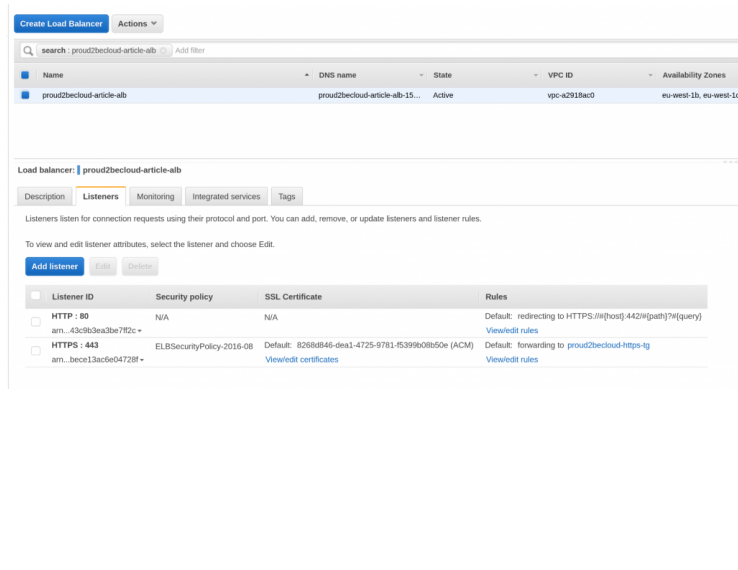 Create Load Balancer Actions
search : proud2becloud-article-alb Add filter
Name DNS name State VPC ID Availability Zones
proud2becloud-article-alb proud2becloud-article-alb-15... Active vpc-a2918ac0 eu-west-1b, eu-west-1c
Load balancer: proud2becloud-article-alb
Description Listeners Monitoring Integrated services Tags
Listeners listen for connection requests using their protocol and port. You can add, remove, or update listeners and listener rules.
To view and edit listener attributes, select the listener and choose Edit.
Add listener Edit Delete
Listener ID Security policy SSL Certificate Rules
HTTP : 80 N/A N/A Default: redirecting to HTTPS://#{host}:442/#{path}?#{query}
arn...43c9b3ea3be7ff2c View/edit rules
HTTPS : 443 ELBSecurityPolicy-2016-08 Default: 8268d846-dea1-4725-9781-f5399b08b50e (ACM) Default: forwarding to proud2becloud-https-tg
arn...bece13ac6e04728f View/edit certificates View/edit rules